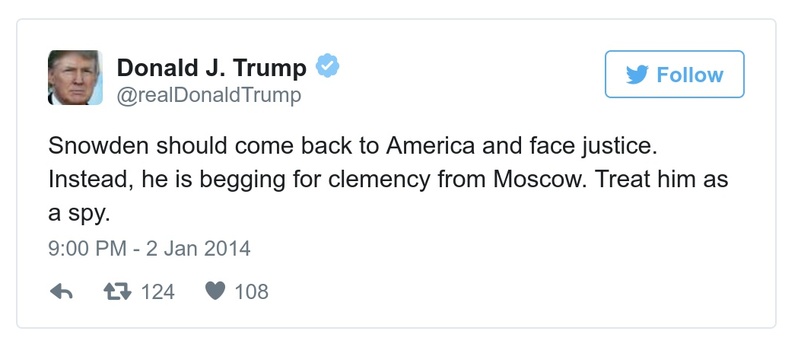 Donald J. Trump
@realDonaldTrump
Follow
Snowden should come back to America and face justice.
Instead, he is begging for clemency from Moscow. Treat him as
a spy.
9:00 PM - 2 Jan 2014
124 108